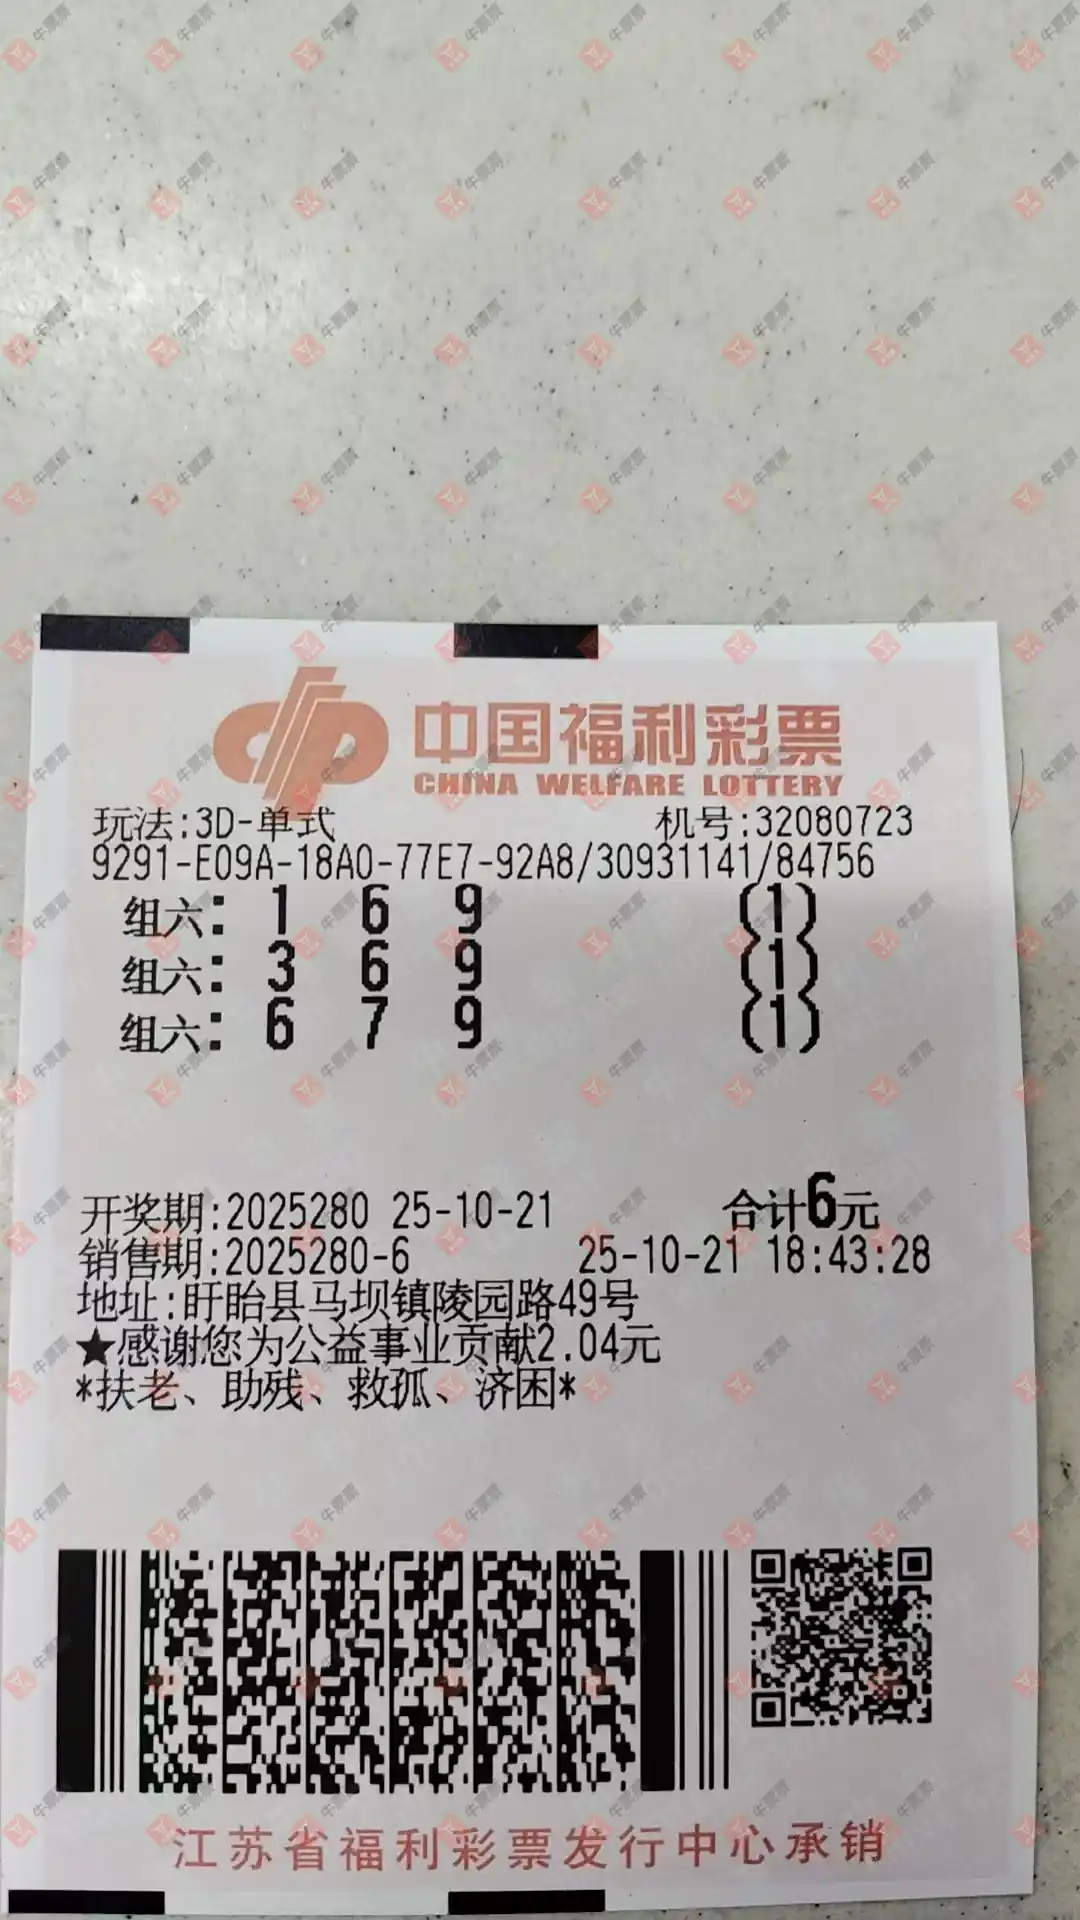 中国福利彩票
CHINA WELFARE LOTTERY
玩法:3D-单式 机号:32080723
9291-E09A-18A0-77E7-92A8/30931141/84756
组六: 1 6 9 (1)
组六: 3 6 9 (1)
组六: 6 7 9 (1)
开奖期:2025280 25-10-21 合计6元
销售期:2025280-6 25-10-21 18:43:28
地址:盱眙县马坝镇陵园路49号
★感谢您为公益事业贡献2.04元
*扶老、助残、救孤、济困*
江苏省福利彩票发行中心承销
牛票票